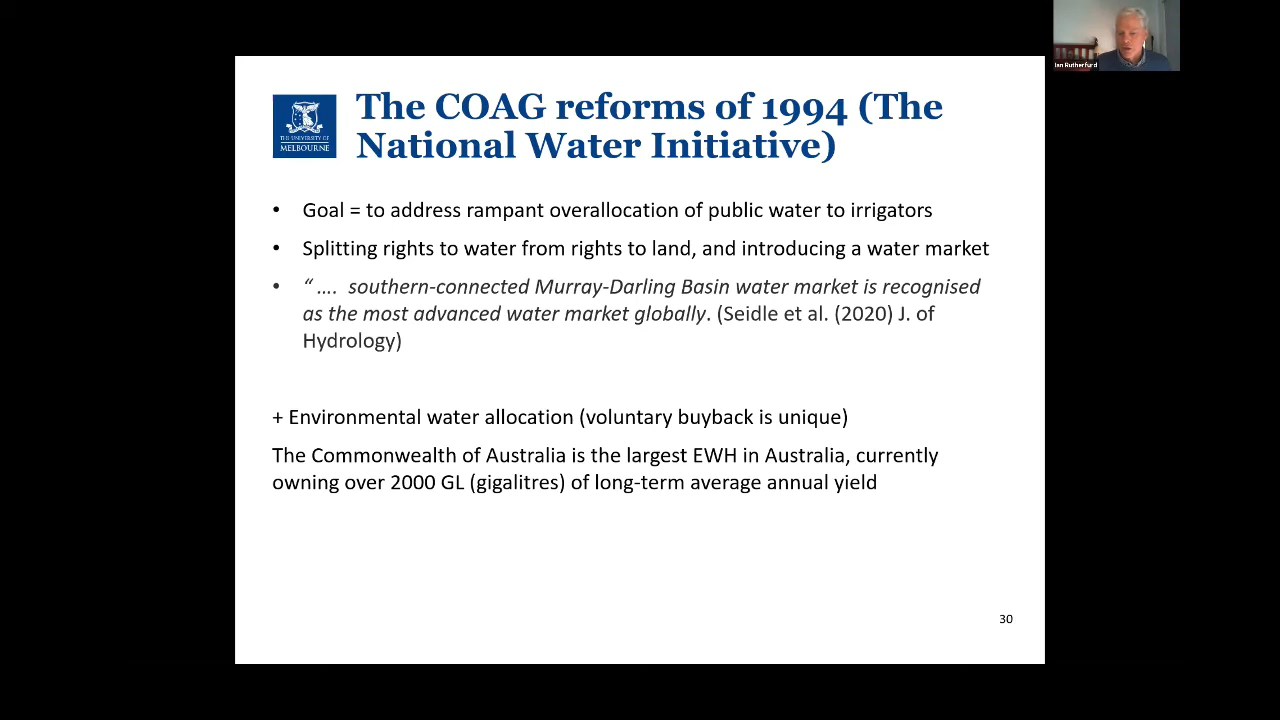 Ian Rutherfurd
THE UNIVERSITY OF
MELBOURNE
The COAG reforms of 1994 (The
National Water Initiative)
• Goal = to address rampant overallocation of public water to irrigators
• Splitting rights to water from rights to land, and introducing a water market
• “ …. southern-connected Murray-Darling Basin water market is recognised
as the most advanced water market globally. (Seidle et al. (2020) J. of
Hydrology)
+ Environmental water allocation (voluntary buyback is unique)
The Commonwealth of Australia is the largest EWH in Australia, currently
owning over 2000 GL (gigalitres) of long-term average annual yield
30